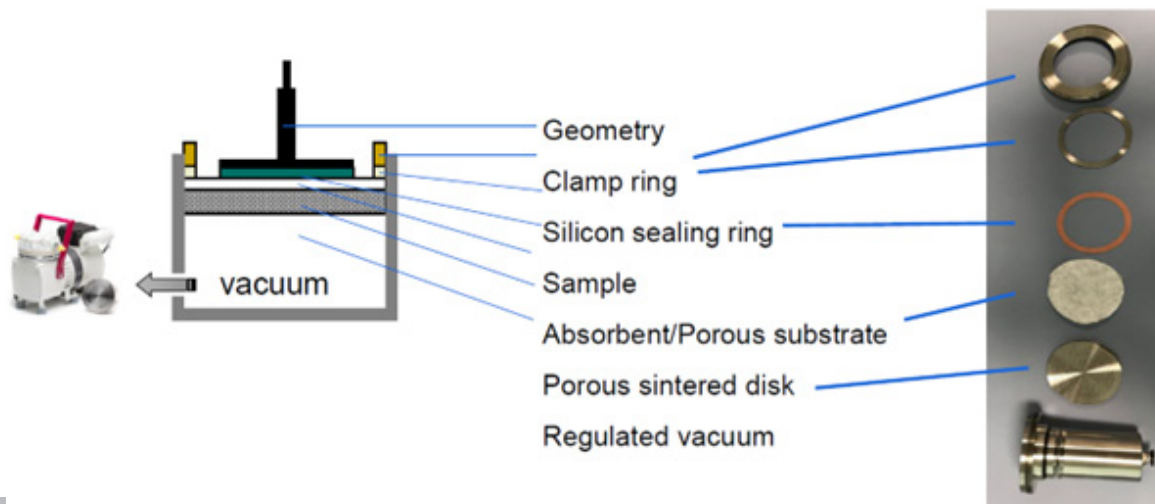 Geometry
Clamp ring
Silicon sealing ring
vacuum
Sample
Absorbent/Porous substrate
Porous sintered disk
Regulated vacuum